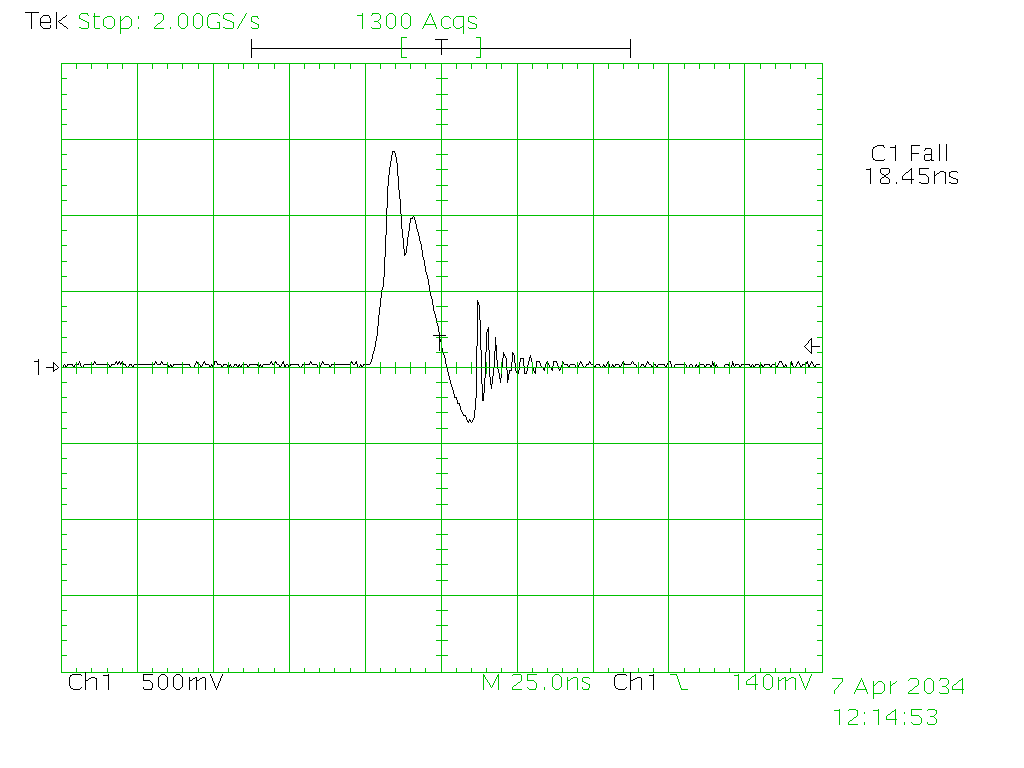 Tek Stop: 2.00GS/s 1300 Acqs
C1 Fall
18.45ns
1
Ch1 500mV M 25.0ns Ch1 140mV
7 Apr 2034
12:14:53